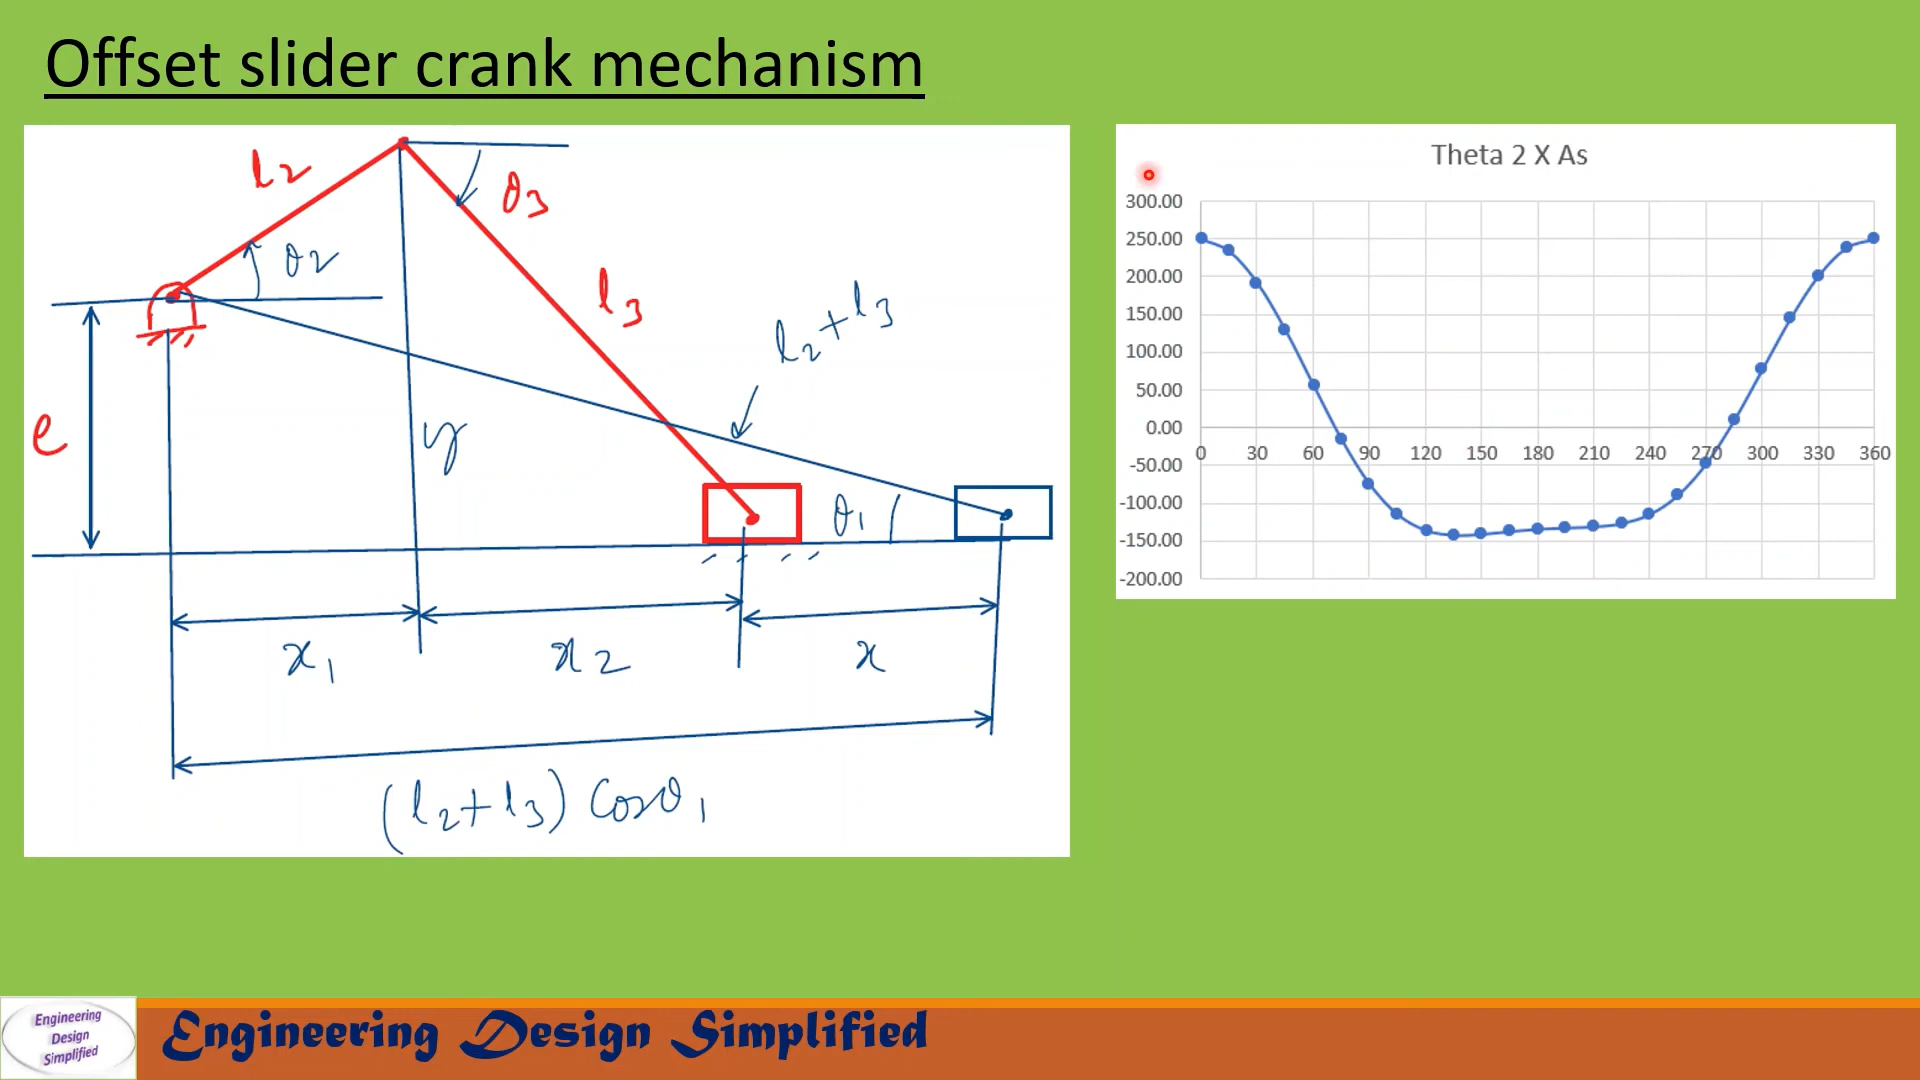 Offset slider crank mechanism
l2
θ3
θ2
l3
l2+l3
e
y
θ1
x1
x2
x
(l2+l3) Cosθ1
Theta 2 X As
300.00
250.00
200.00
150.00
100.00
50.00
0.00
-50.00
-100.00
-150.00
-200.00
0 30 60 90 120 150 180 210 240 270 300 330 360
Engineering
Design
Simplified
Engineering Design Simplified